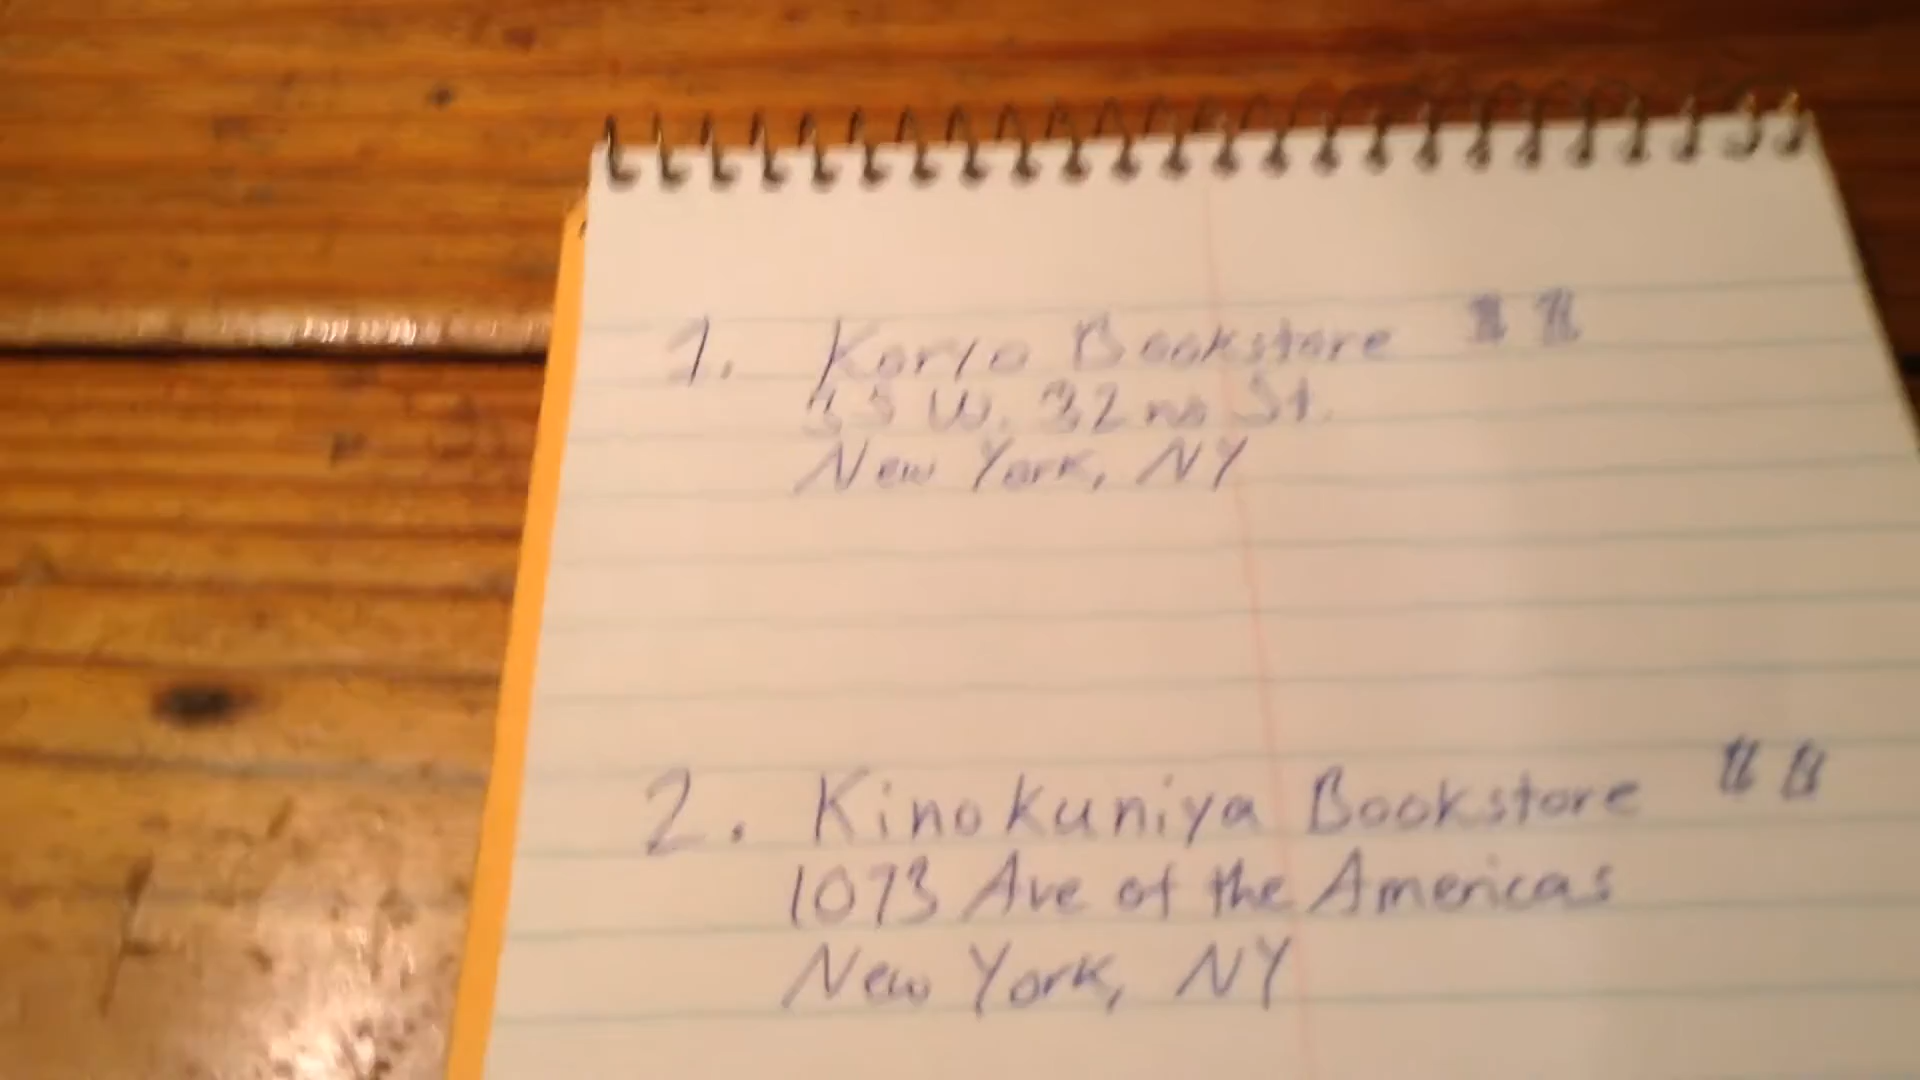 1. Koryo Bookstore $$
35 W. 32nd St.
New York, NY
2. Kinokuniya Bookstore $$
1073 Ave of the Americas
New York, NY